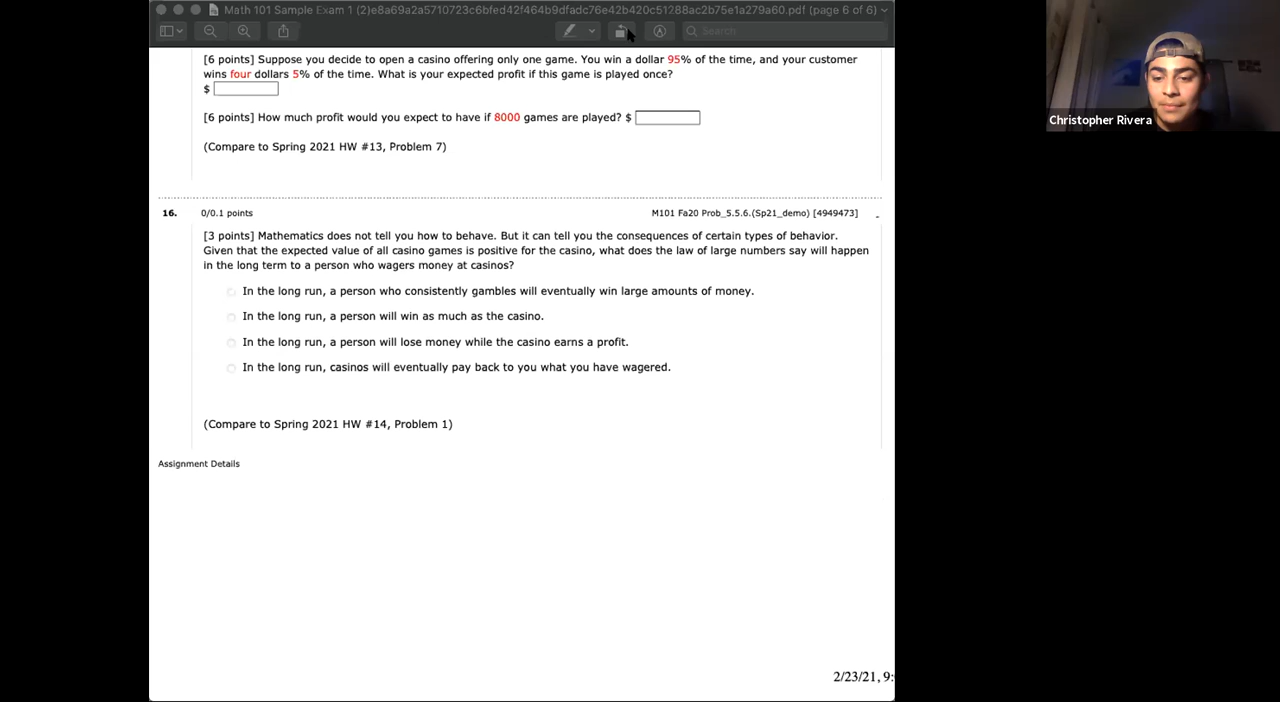 Math 101 Sample Exam 1 (2)e8a69a2a5710723c6bfed42f464b9dfadc76e42b420c51288ac2b75e1a279a60.pdf (page 6 of 6)
Search
[6 points] Suppose you decide to open a casino offering only one game. You win a dollar 95% of the time, and your customer
wins four dollars 5% of the time. What is your expected profit if this game is played once?
$
[6 points] How much profit would you expect to have if 8000 games are played? $
(Compare to Spring 2021 HW #13, Problem 7)
16. 0/0.1 points M101 Fa20 Prob_5.5.6.(Sp21_demo) [4949473]
[3 points] Mathematics does not tell you how to behave. But it can tell you the consequences of certain types of behavior.
Given that the expected value of all casino games is positive for the casino, what does the law of large numbers say will happen
in the long term to a person who wagers money at casinos?
In the long run, a person who consistently gambles will eventually win large amounts of money.
In the long run, a person will win as much as the casino.
In the long run, a person will lose money while the casino earns a profit.
In the long run, casinos will eventually pay back to you what you have wagered.
(Compare to Spring 2021 HW #14, Problem 1)
Assignment Details
2/23/21, 9:
Christopher Rivera